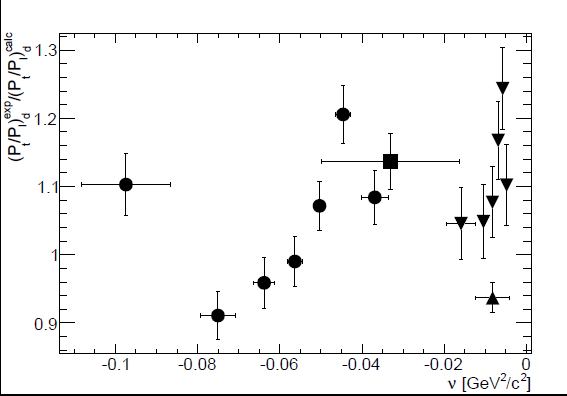 (P_t/P_l)_d^exp/(P_t/P_l)_d^calc
1.3
1.2
1.1
1
0.9
-0.1 -0.08 -0.06 -0.04 -0.02 0
ν [GeV²/c²]